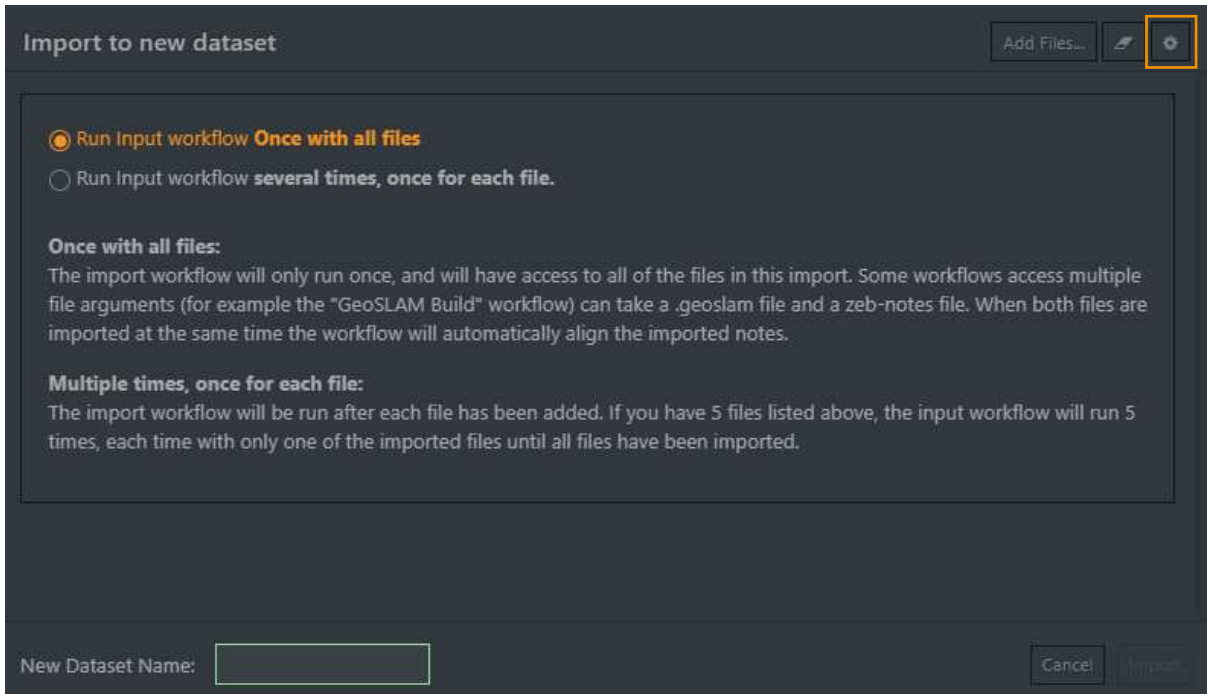 Import to new dataset
Add Files...
Run Input workflow Once with all files
Run Input workflow several times, once for each file.
Once with all files:
The import workflow will only run once, and will have access to all of the files in this import. Some workflows access multiple
file arguments (for example the "GeoSLAM Build" workflow) can take a .geoslam file and a zeb-notes file. When both files are
imported at the same time the workflow will automatically align the imported notes.
Multiple times, once for each file:
The import workflow will be run after each file has been added. If you have 5 files listed above, the input workflow will run 5
times, each time with only one of the imported files until all files have been imported.
New Dataset Name:
Cancel
Import